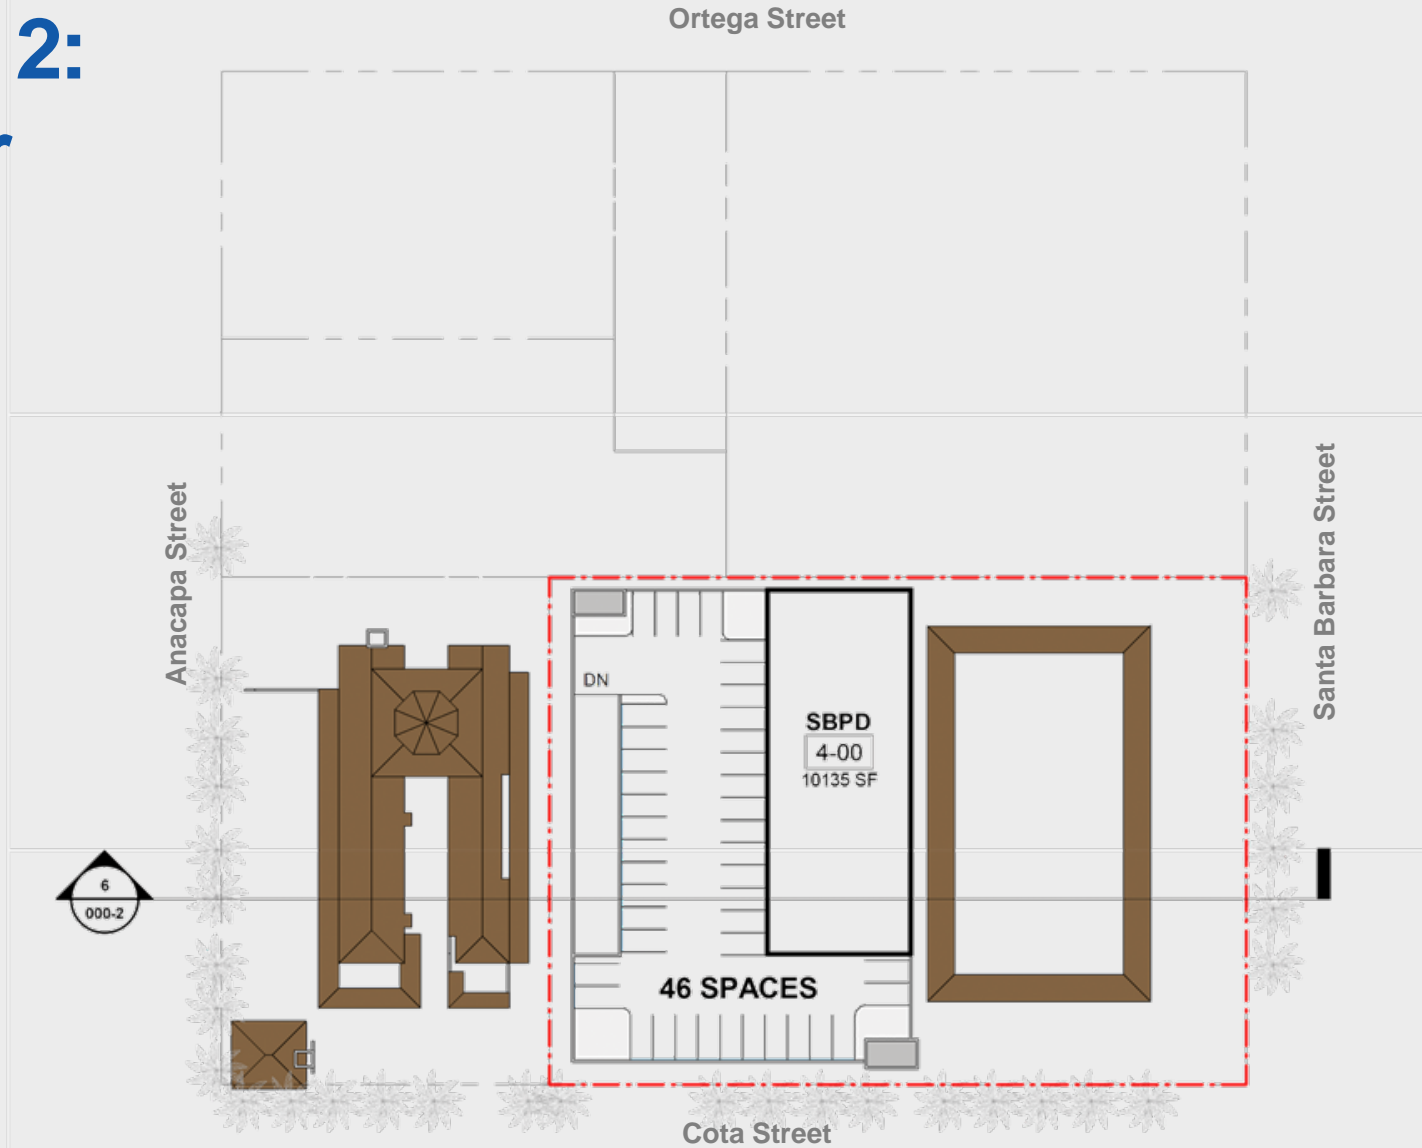 Ortega Street
2:
r
Anacapa Street
Santa Barbara Street
DN
SBPD
4-00
10135 SF
6
000-2
46 SPACES
Cota Street